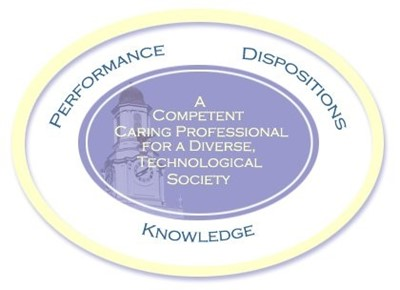 PERFORMANCE
DISPOSITIONS
A
COMPETENT
CARING PROFESSIONAL
FOR A DIVERSE,
TECHNOLOGICAL
SOCIETY
KNOWLEDGE